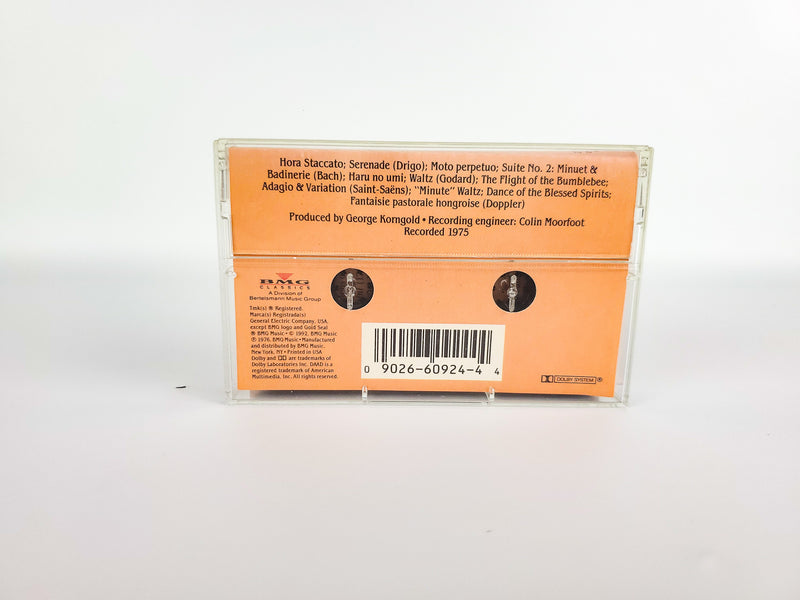 Hora Staccato; Serenade (Drigo); Moto perpetuo; Suite No. 2: Minuet &
Badinerie (Bach); Haru no umi; Waltz (Godard); The Flight of the Bumblebee;
Adagio & Variation (Saint-Saëns); "Minute" Waltz; Dance of the Blessed Spirits;
Fantaisie pastorale hongroise (Doppler)
Produced by George Korngold • Recording engineer: Colin Moorfoot
Recorded 1975
BMG
CLASSICS
A Division of
Bertelsmann Music Group
Tmk(s) ® Registered.
Marca(s) Registrada(s)
General Electric Company, USA,
except BMG logo and Gold Seal
® BMG Music • © 1992, BMG Music
℗ 1976, BMG Music • Manufactured
and distributed by BMG Music,
New York, NY • Printed in USA
Dolby and DD are trademarks of
Dolby Laboratories Inc. DAAD is a
registered trademark of American
Multimedia, Inc. All rights reserved.
0 9026-60924-4 4
DOLBY SYSTEM ®